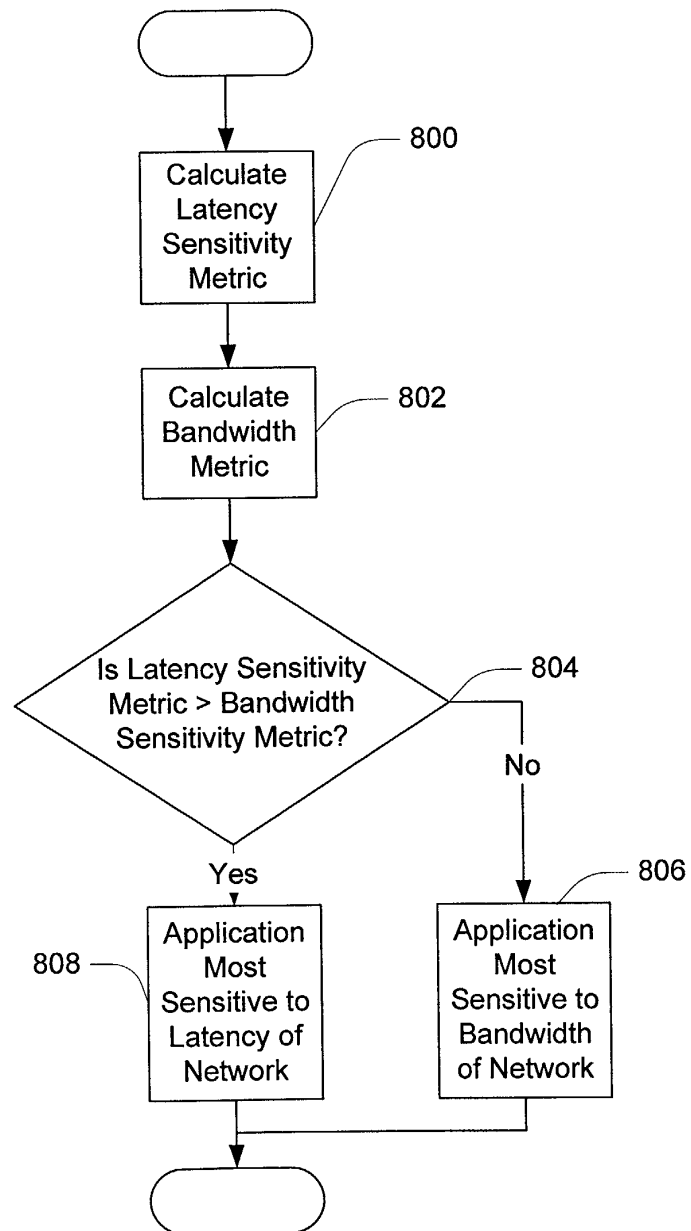 800
Calculate
Latency
Sensitivity
Metric
802
Calculate
Bandwidth
Metric
Is Latency Sensitivity
Metric > Bandwidth
Sensitivity Metric?
804
No
Yes
806
808
Application
Most
Sensitive to
Latency of
Network
Application
Most
Sensitive to
Bandwidth
of Network